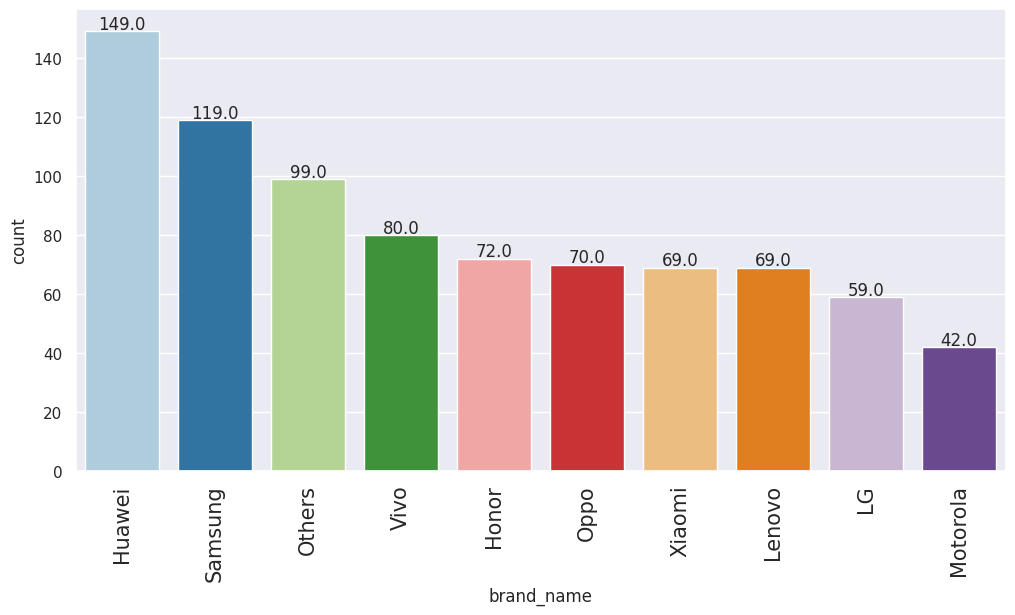 149.0
119.0
99.0
80.0
72.0
70.0
69.0
69.0
59.0
42.0
140
120
100
80
60
40
20
0
count
Huawei
Samsung
Others
Vivo
Honor
Oppo
Xiaomi
Lenovo
LG
Motorola
brand_name